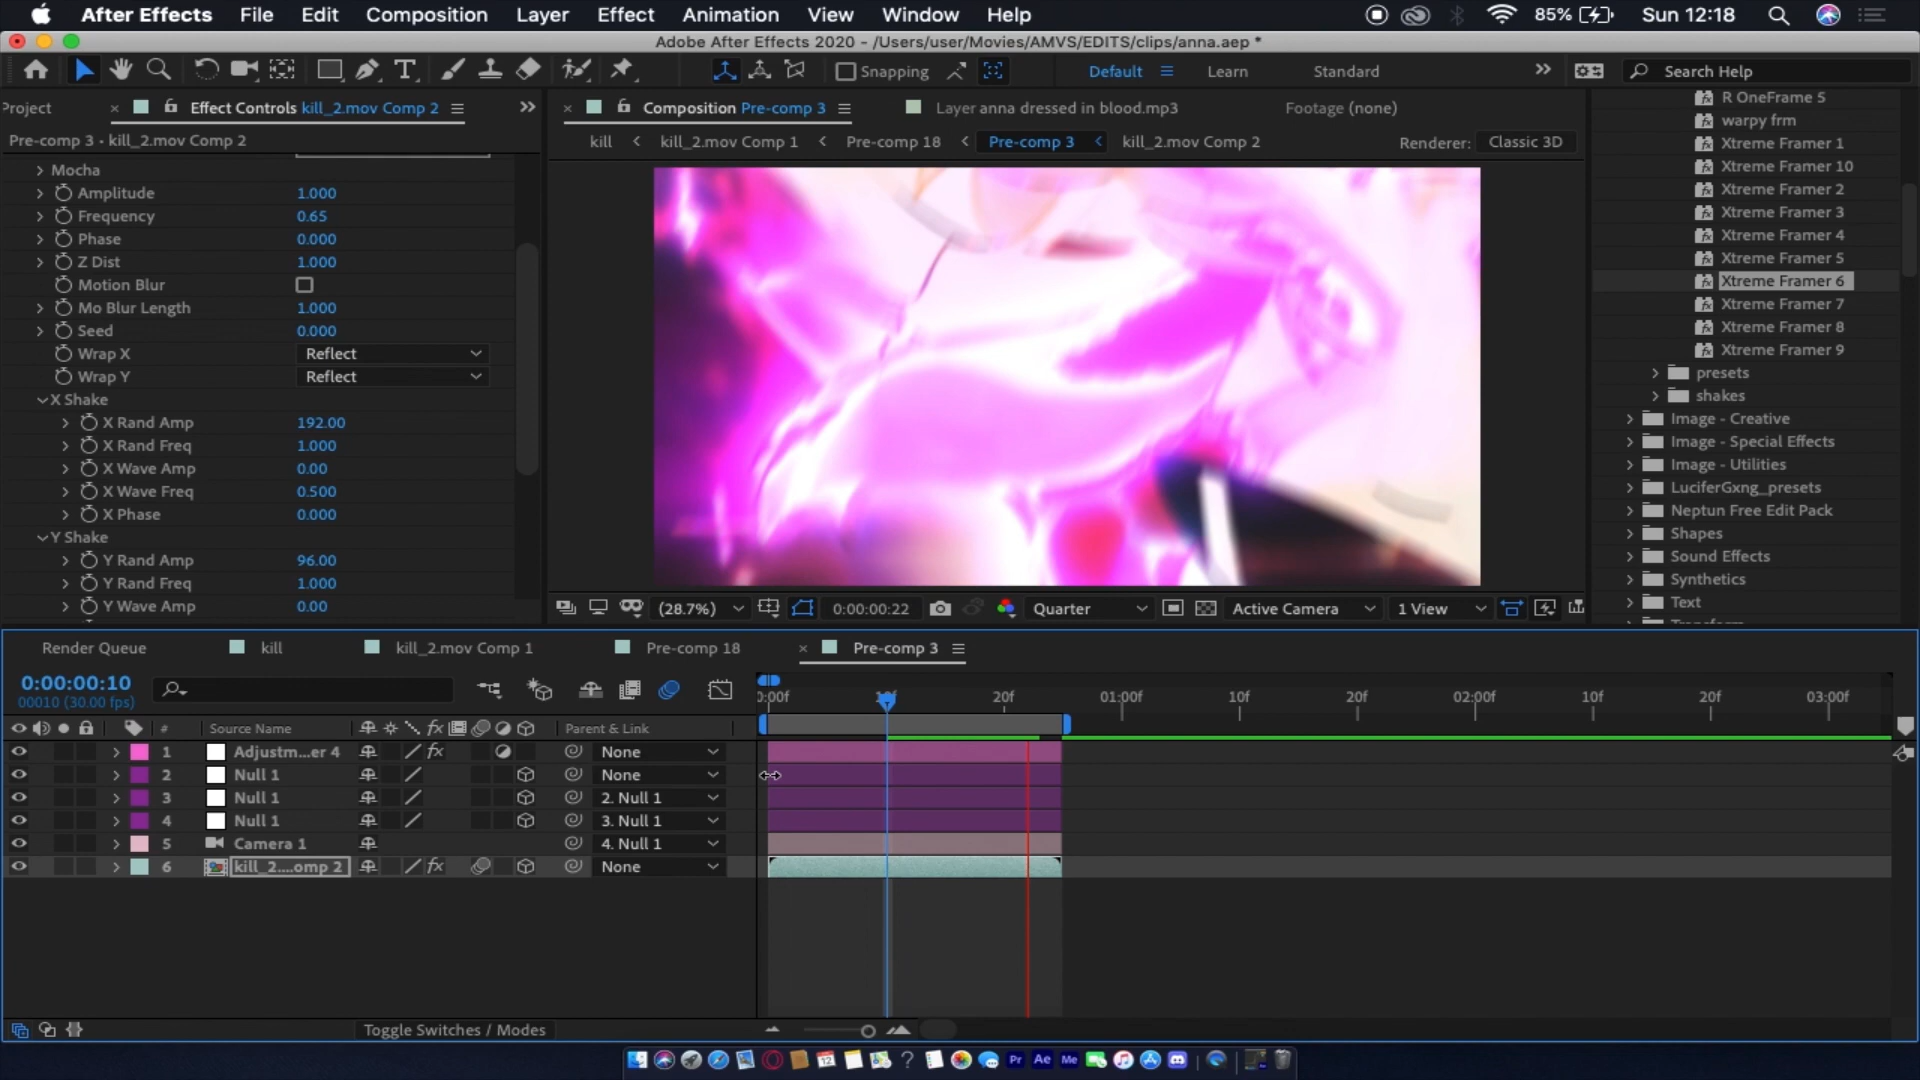 After Effects File Edit Composition Layer Effect Animation View Window Help 85% Sun 12:18
Adobe After Effects 2020 - /Users/user/Movies/AMVS/EDITS/clips/anna.aep *
Snapping Default Learn Standard Search Help
Project Effect Controls kill_2.mov Comp 2
Pre-comp 3 • kill_2.mov Comp 2
Mocha
Amplitude 1.000
Frequency 0.65
Phase 0.000
Z Dist 1.000
Motion Blur
Mo Blur Length 1.000
Seed 0.000
Wrap X Reflect
Wrap Y Reflect
X Shake
X Rand Amp 192.00
X Rand Freq 1.000
X Wave Amp 0.00
X Wave Freq 0.500
X Phase 0.000
Y Shake
Y Rand Amp 96.00
Y Rand Freq 1.000
Y Wave Amp 0.00
Composition Pre-comp 3 Layer anna dressed in blood.mp3 Footage (none)
kill kill_2.mov Comp 1 Pre-comp 18 Pre-comp 3 kill_2.mov Comp 2 Renderer: Classic 3D
(28.7%) 0:00:00:22 Quarter Active Camera 1 View
R OneFrame 5
warpy frm
Xtreme Framer 1
Xtreme Framer 10
Xtreme Framer 2
Xtreme Framer 3
Xtreme Framer 4
Xtreme Framer 5
Xtreme Framer 6
Xtreme Framer 7
Xtreme Framer 8
Xtreme Framer 9
presets
shakes
Image - Creative
Image - Special Effects
Image - Utilities
LuciferGxng_presets
Neptun Free Edit Pack
Shapes
Sound Effects
Synthetics
Text
Render Queue kill kill_2.mov Comp 1 Pre-comp 18 Pre-comp 3
0:00:00:10
00010 (30.00 fps)
0:00f 20f 01:00f 10f 20f 02:00f 10f 20f 03:00f
# Source Name fx Parent & Link
1 Adjustm...er 4 fx None
2 Null 1 None
3 Null 1 2. Null 1
4 Null 1 3. Null 1
5 Camera 1 4. Null 1
6 kill_2....omp 2 fx None
Toggle Switches / Modes
12 ? Pr Ae Me